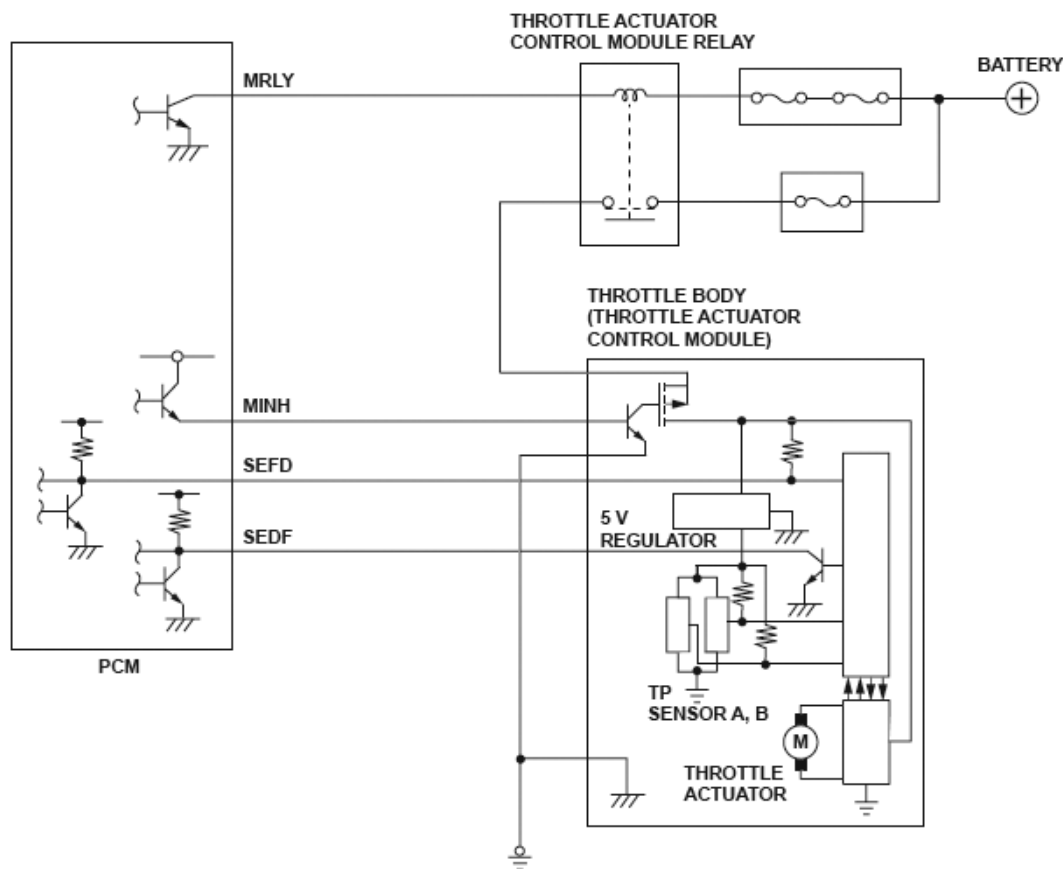 THROTTLE ACTUATOR
CONTROL MODULE RELAY
BATTERY
MRLY
THROTTLE BODY
(THROTTLE ACTUATOR
CONTROL MODULE)
MINH
SEFD
5 V
REGULATOR
SEDF
PCM
TP
SENSOR A, B
M
THROTTLE
ACTUATOR